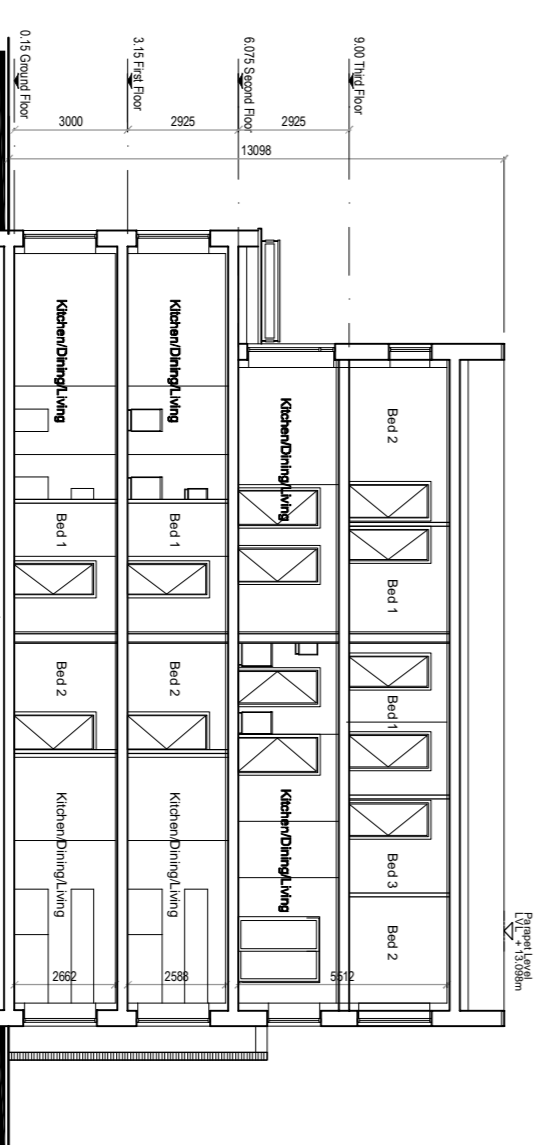 Parapet Level
LVL + 13.098m
9.00 Third Floor
6.075 Second Floor
3.15 First Floor
0.15 Ground Floor
2925
2925
3000
13098
Bed 2
Bed 1
Bed 1
Bed 3
Bed 2
Kitchen/Dining/Living
Kitchen/Dining/Living
5512
Kitchen/Dining/Living
Bed 1
Bed 2
Kitchen/Dining/Living
2588
Kitchen/Dining/Living
Bed 1
Bed 2
Kitchen/Dining/Living
2662